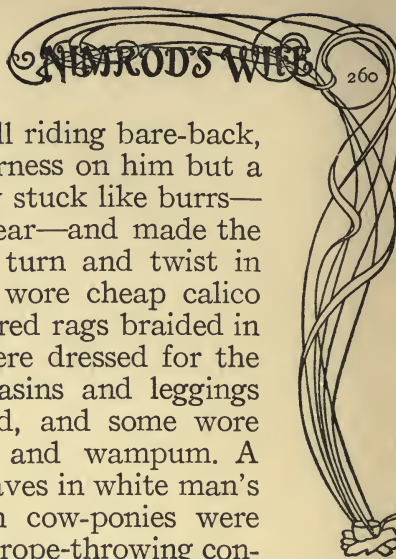 NIMROD'S WIFE
260
ll riding bare-back,
rness on him but a
y stuck like burrs—
ear—and made the
turn and twist in
wore cheap calico
red rags braided in
ere dressed for the
asins and leggings
d, and some wore
and wampum. A
aves in white man's
n cow-ponies were
rope-throwing con-